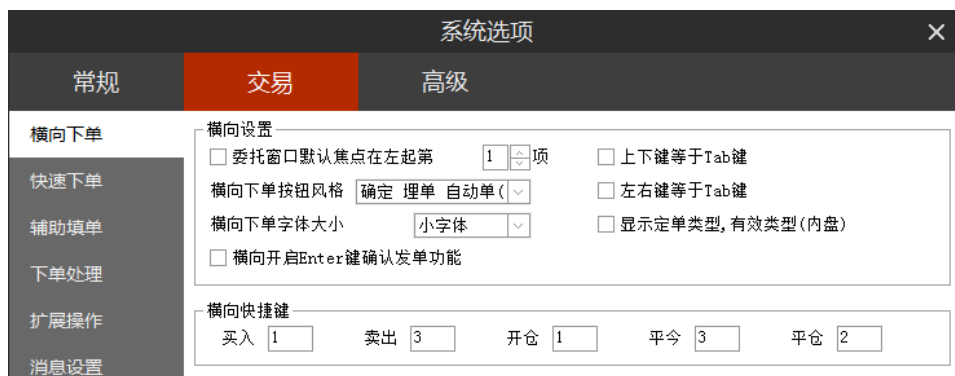 系统选项
常规 交易 高级
横向下单
快速下单
辅助填单
下单处理
扩展操作
消息设置
横向设置
委托窗口默认焦点在左起第 1 项 上下键等于Tab键
横向下单按钮风格 确定 埋单 自动单( 左右键等于Tab键
横向下单字体大小 小字体 显示定单类型,有效类型(内盘)
横向开启Enter键确认发单功能
横向快捷键
买入 1 卖出 3 开仓 1 平今 3 平仓 2